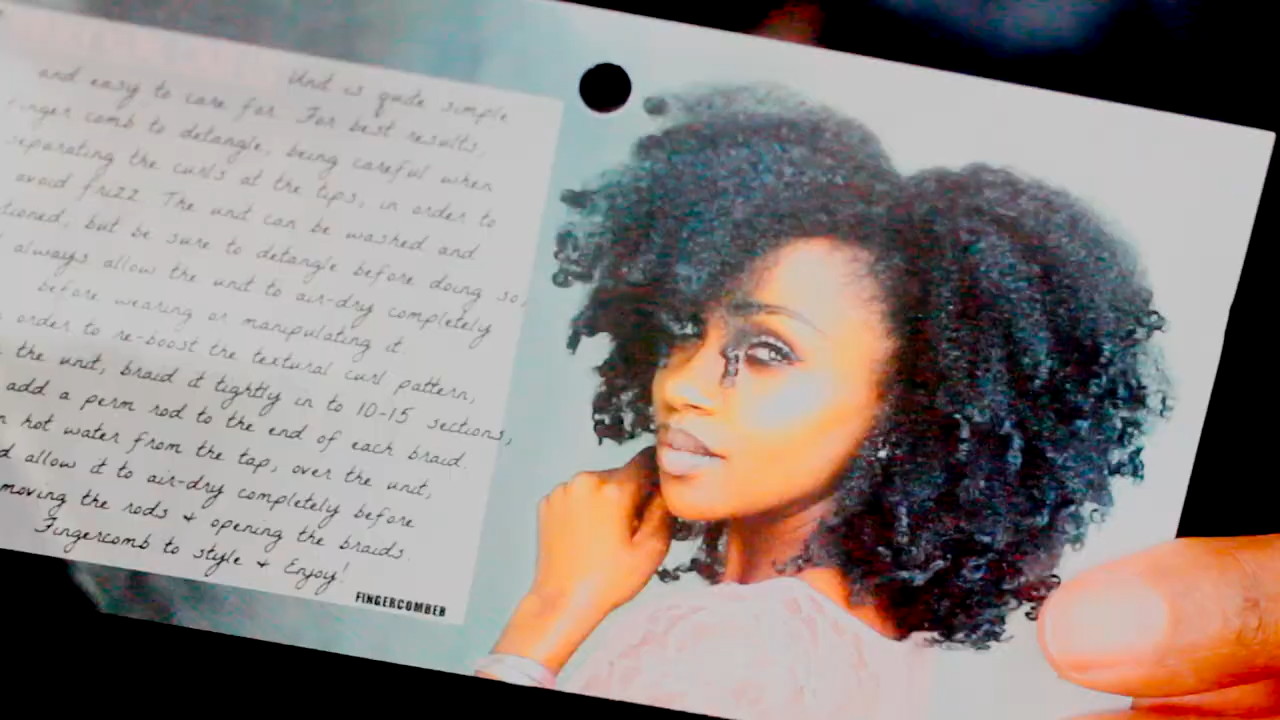 Unit is quite simple
and easy to care for. For best results,
finger comb to detangle, being careful when
separating the curls at the tips, in order to
avoid frizz. The unit can be washed and
tioned, but be sure to detangle before doing so,
always allow the unit to air-dry completely
before wearing or manipulating it.
order to re-boost the textural curl pattern,
the unit, braid it tightly in to 10-15 sections,
add a perm rod to the end of each braid.
hot water from the tap, over the unit,
d allow it to air-dry completely before
moving the rods + opening the braids.
Fingercomb to style + Enjoy!
FINGERCOMBER